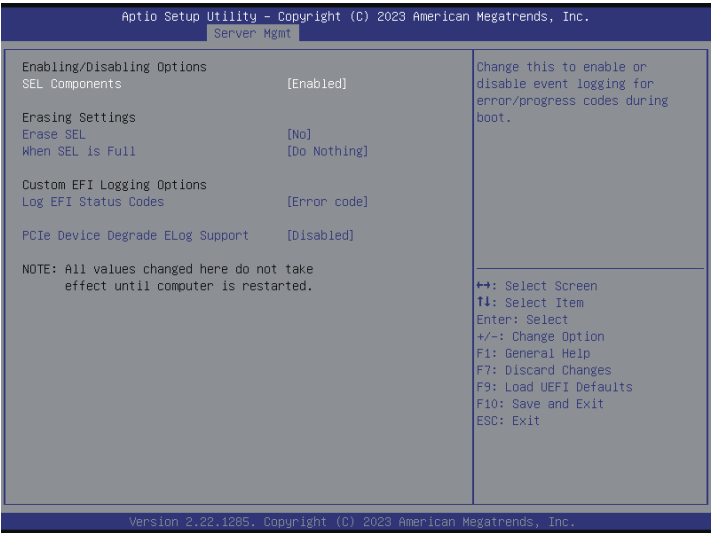 Aptio Setup Utility – Copyright (C) 2023 American Megatrends, Inc.
Server Mgmt
Enabling/Disabling Options
SEL Components [Enabled]
Erasing Settings
Erase SEL [No]
When SEL is Full [Do Nothing]
Custom EFI Logging Options
Log EFI Status Codes [Error code]
PCIe Device Degrade ELog Support [Disabled]
NOTE: All values changed here do not take
effect until computer is restarted.
Change this to enable or
disable event logging for
error/progress codes during
boot.
↔: Select Screen
↑↓: Select Item
Enter: Select
+/-: Change Option
F1: General Help
F7: Discard Changes
F9: Load UEFI Defaults
F10: Save and Exit
ESC: Exit
Version 2.22.1285. Copyright (C) 2023 American Megatrends, Inc.